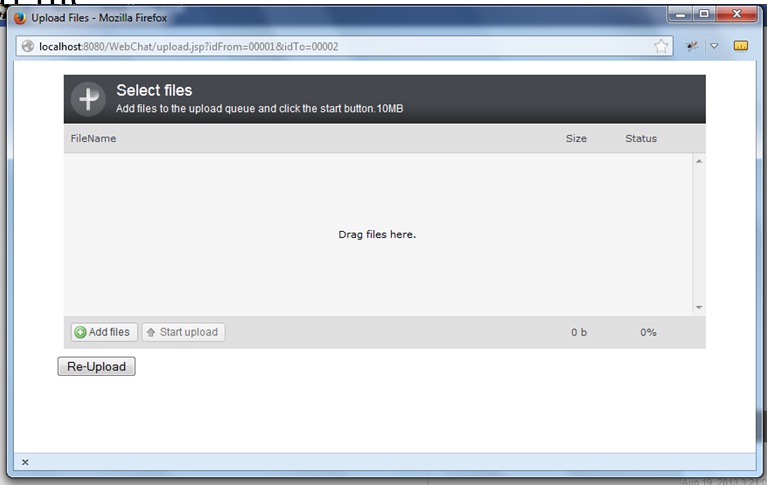 Upload Files - Mozilla Firefox
localhost:8080/WebChat/upload.jsp?idFrom=00001&idTo=00002
Select files
Add files to the upload queue and click the start button.10MB
FileName Size Status
Drag files here.
Add files Start upload 0 b 0%
Re-Upload
x